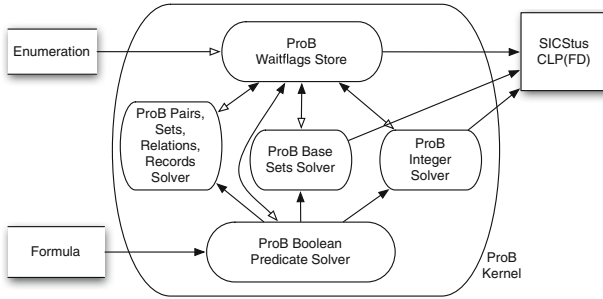 Enumeration
ProB
Waitflags Store
SICStus
CLP(FD)
ProB Pairs,
Sets,
Relations,
Records
Solver
ProB Base
Sets Solver
ProB
Integer
Solver
Formula
ProB Boolean
Predicate Solver
ProB
Kernel